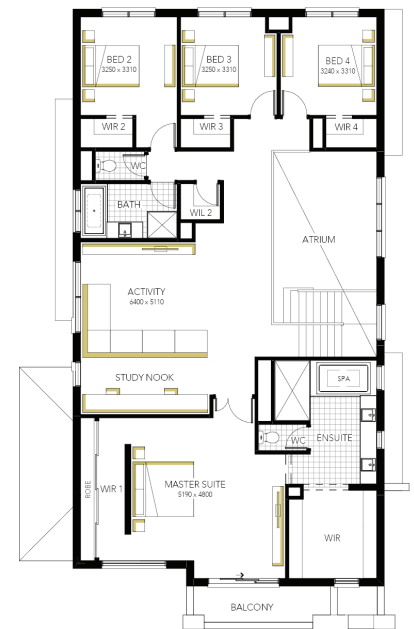 BED 2
3250 x 3310
BED 3
3250 x 3310
BED 4
3240 x 3310
WIR 2
WIR 3
WIR 4
WC
BATH
WIL 2
ATRIUM
ACTIVITY
6400 x 5110
STUDY NOOK
SPA
WC
ENSUITE
ROBE
WIR 1
MASTER SUITE
5190 x 4800
WIR
BALCONY